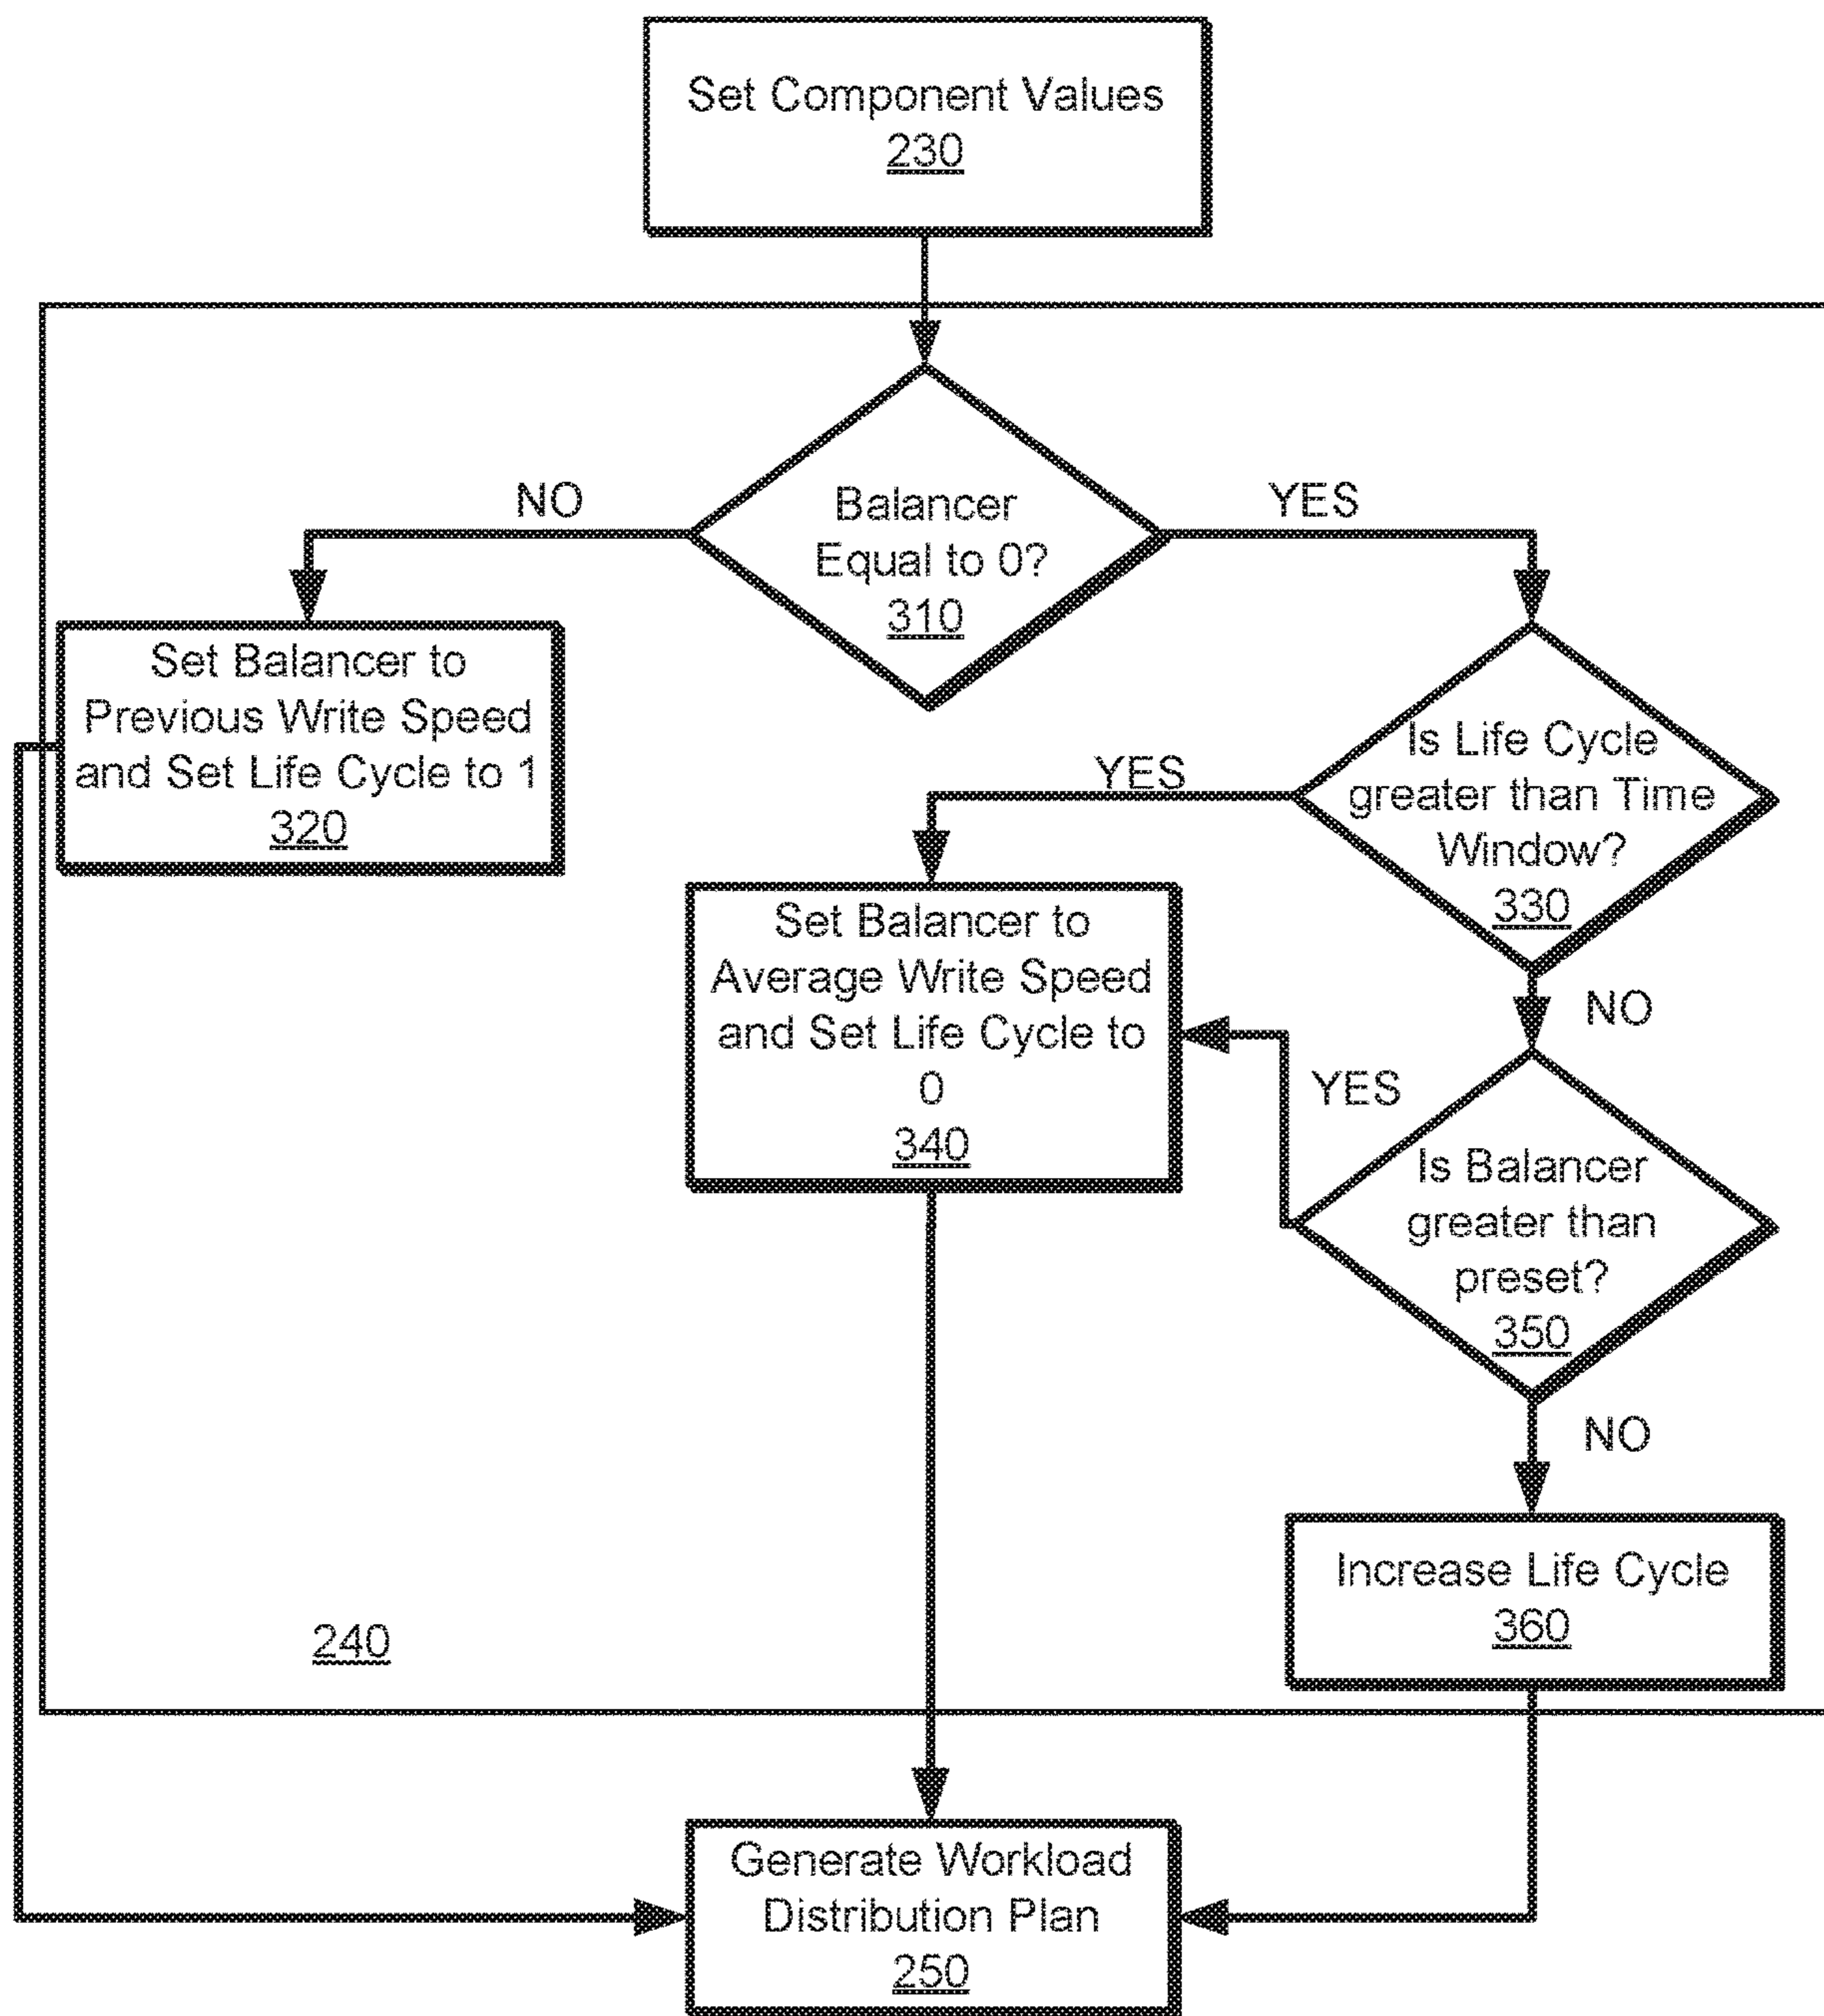 Set Component Values
230
Balancer
Equal to 0?
310
NO
YES
Set Balancer to
Previous Write Speed
and Set Life Cycle to 1
320
Is Life Cycle
greater than Time
Window?
330
YES
NO
Set Balancer to
Average Write Speed
and Set Life Cycle to
0
340
YES
Is Balancer
greater than
preset?
350
NO
Increase Life Cycle
360
240
Generate Workload
Distribution Plan
250